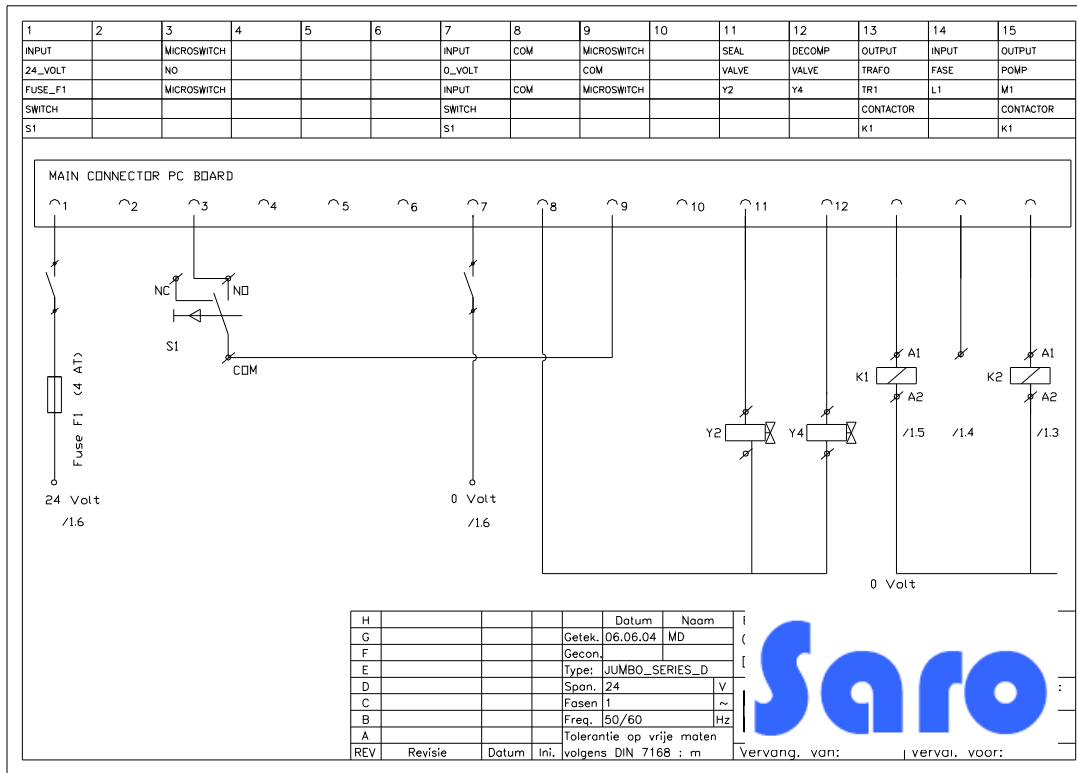 1 2 3 4 5 6 7 8 9 10 11 12 13 14 15
INPUT MICROSWITCH INPUT COM MICROSWITCH SEAL DECOMP OUTPUT INPUT OUTPUT
24_VOLT NO 0_VOLT COM VALVE VALVE TRAFO FASE POMP
FUSE_F1 MICROSWITCH INPUT COM MICROSWITCH Y2 Y4 TR1 L1 M1
SWITCH SWITCH CONTACTOR CONTACTOR
S1 S1 K1 K1
MAIN CONNECTOR PC BOARD
1 2 3 4 5 6 7 8 9 10 11 12
NC NO
S1
COM
Fuse F1 (4 AT)
24 Volt
/1.6
0 Volt
/1.6
Y2 Y4
K1 A1 K2 A1
A2 A2
/1.5 /1.4 /1.3
0 Volt
H Datum Naam
G Getek. 06.06.04 MD
F Gecon.
E Type: JUMBO_SERIES_D
D Span. 24 V
C Fasen 1 ~
B Freq. 50/60 Hz
A Tolerantie op vrije maten
REV Revisie Datum Ini. volgens DIN 7168 : m Vervang. van: Verval. voor:
Saro